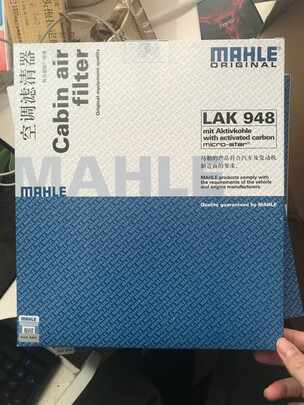 空调滤清器
Cabin air
filter
Original equipment quality
MAHLE
ORIGINAL
LAK 948
mit Aktivkohle
with activated carbon
micro-star®
马勒的产品符合汽车及发动机
制造商的要求。
MAHLE products comply with
the requirements of the vehicle
and engine manufacturers.
MAHLE
MAHLE
Quality guaranteed by MAHLE
MAHLE
MAHLE